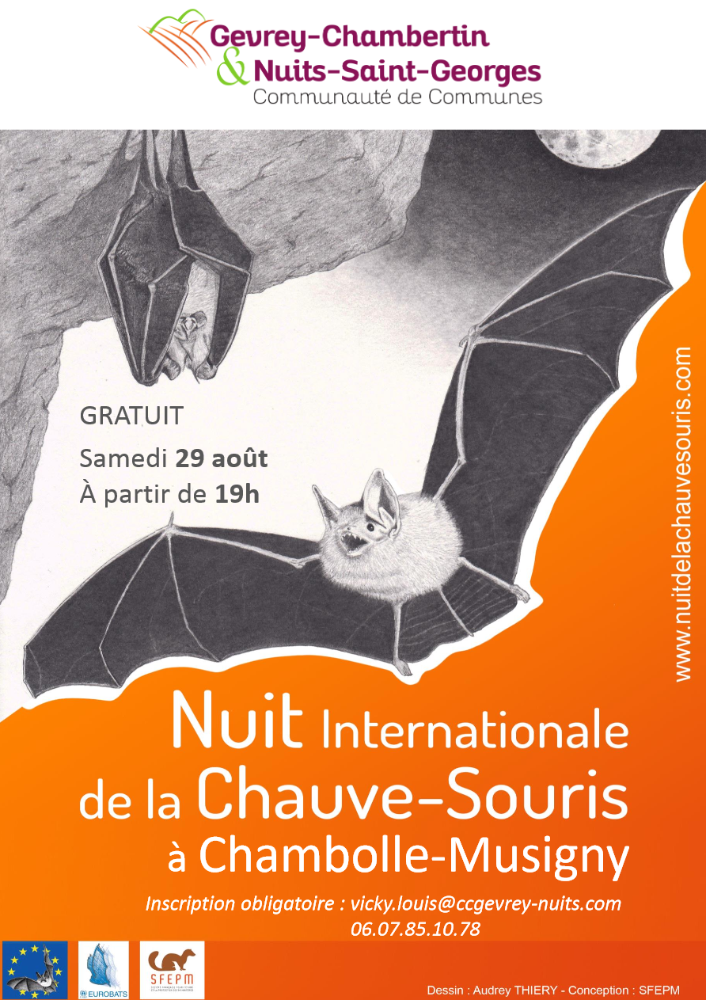 Gevrey-Chambertin
& Nuits-Saint-Georges
Communauté de Communes
GRATUIT
Samedi 29 août
À partir de 19h
www.nuitdelachauvesouris.com
Nuit Internationale
de la Chauve-Souris
à Chambolle-Musigny
Inscription obligatoire : vicky.louis@ccgevrey-nuits.com
06.07.85.10.78
EUROBATS
SFEPM
Dessin : Audrey THIERY - Conception : SFEPM